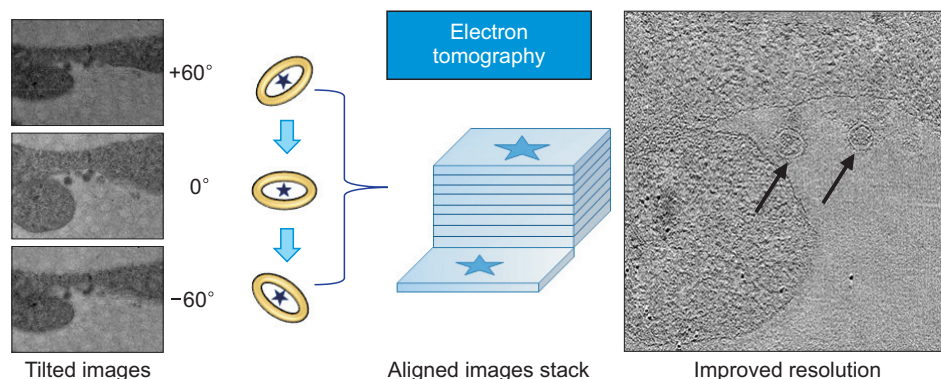 Electron
tomography
+60°
0°
−60°
Tilted images
Aligned images stack
Improved resolution